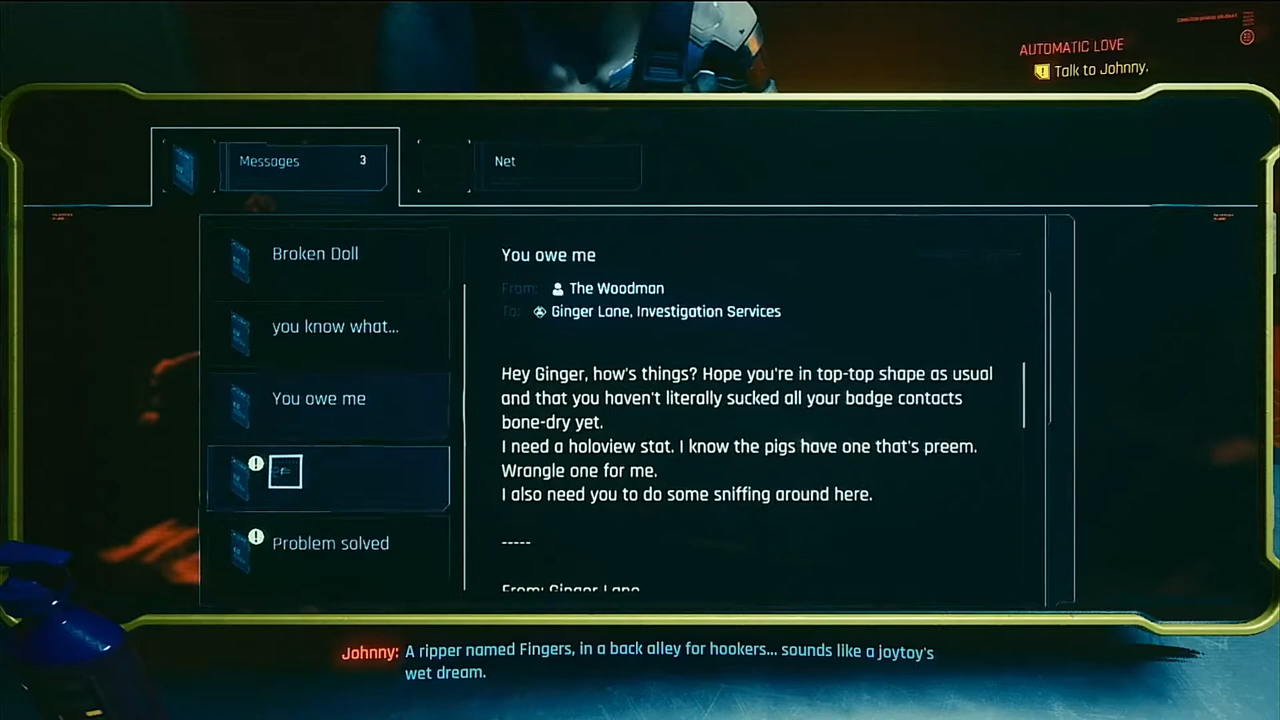 AUTOMATIC LOVE
Talk to Johnny.
Messages 3
Net
Broken Doll
you know what...
You owe me
Problem solved
You owe me
From: The Woodman
To: Ginger Lane, Investigation Services
Hey Ginger, how's things? Hope you're in top-top shape as usual
and that you haven't literally sucked all your badge contacts
bone-dry yet.
I need a holoview stat. I know the pigs have one that's preem.
Wrangle one for me.
I also need you to do some sniffing around here.
-----
From: Ginger Lane
Johnny: A ripper named Fingers, in a back alley for hookers... sounds like a joytoy's
wet dream.